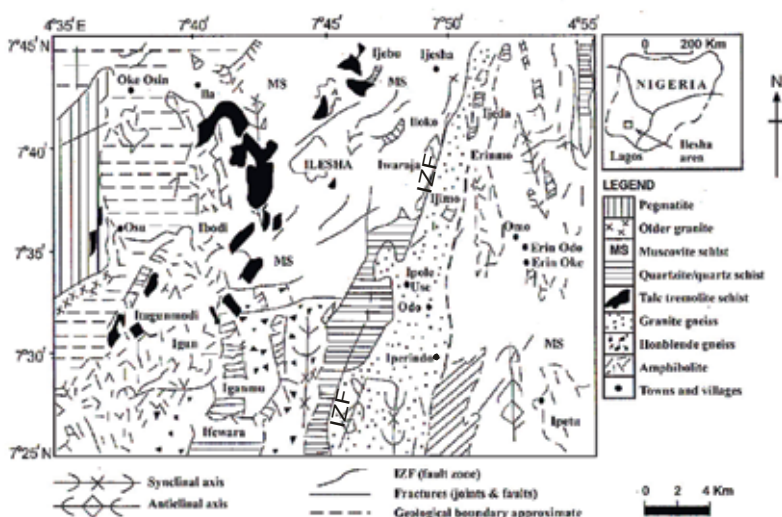 4°35'E 7°40' 7°45' 7°50' 4°55'
7°45'N
7°40'
7°35'
7°30'
7°25'
Oke Osin
Ila
MS
Ijebu
Ijesha
MS
Iloko
Ijeda
ILESHA
Iwaraja
Erinmo
IZF
Ijimo
Osu
Ibodi
MS
Omo
Erin Odo
Erin Oke
Ipole
Use
Odo
Itagunmodi
Igun
Iperindo
MS
Iganmu
Ifewara
IZF
Ipetu
0 200 Km
NIGERIA
Lagos
Ilesha
area
N
LEGEND
Pegmatite
Older granite
MS Muscovite schist
Quartzite/quartz schist
Talc tremolite schist
Granite gneiss
Honblende gneiss
Amphibolite
Towns and villages
Synclinal axis
Anticlinal axis
IZF (fault zone)
Fractures (joints & faults)
Geological boundary approximate
0 2 4 Km